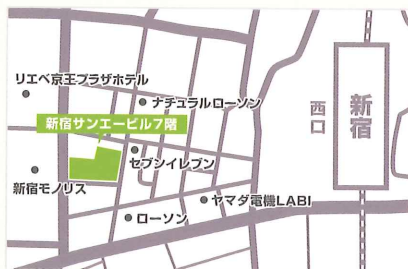 リエベ京王プラザホテル
ナチュラルローソン
新宿サンエービル7階
セブンイレブン
新宿モノリス
ローソン
ヤマダ電機LABI
西口
新宿